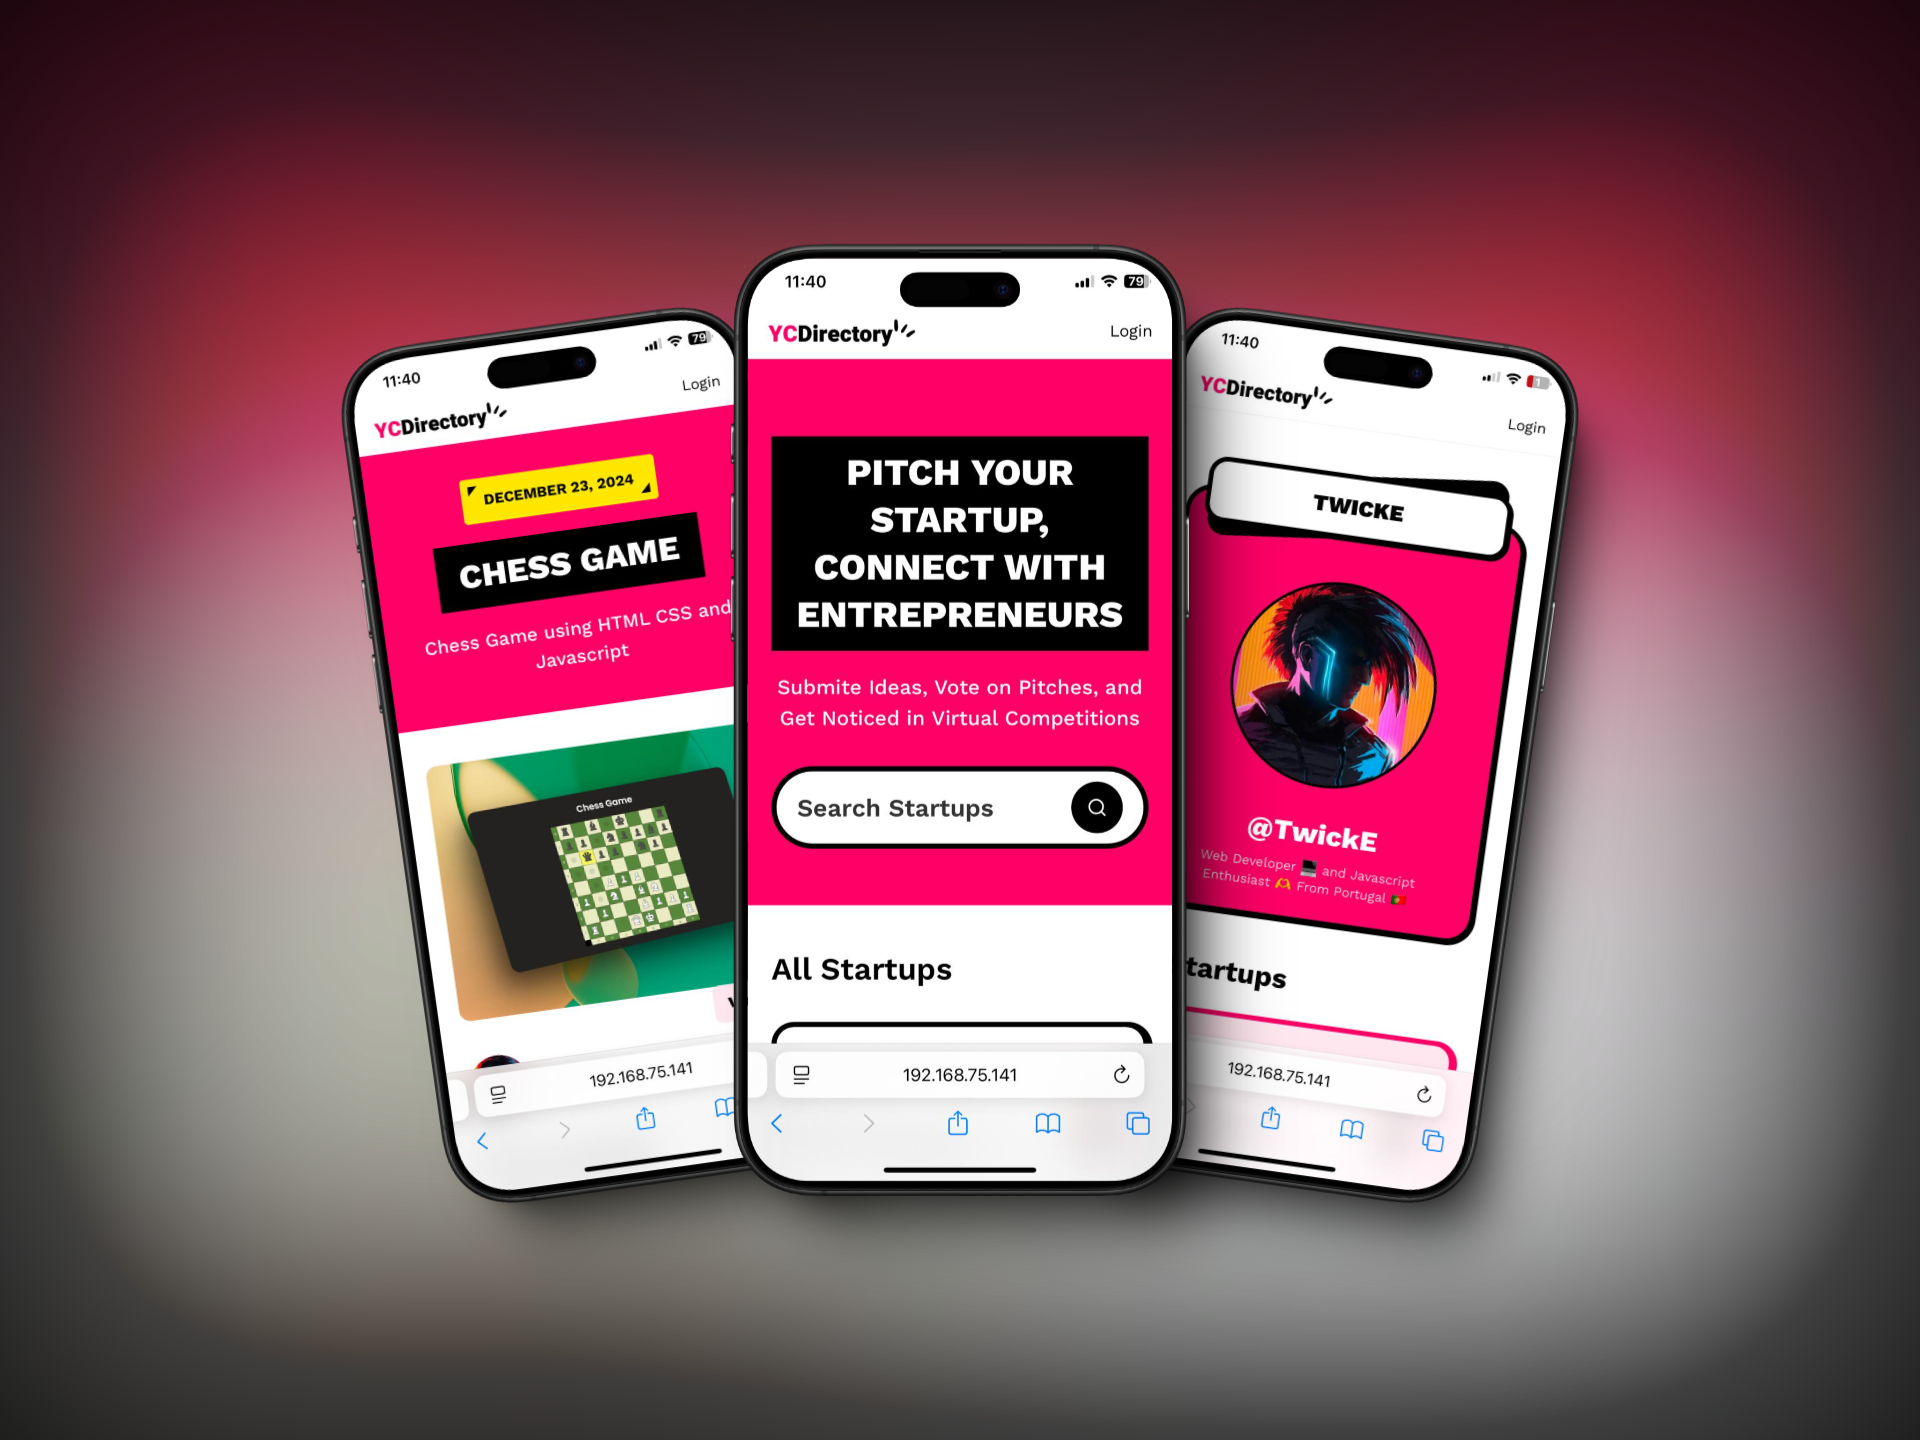 11:40
79
YCDirectory
Login
DECEMBER 23, 2024
CHESS GAME
Chess Game using HTML CSS and
Javascript
Chess Game
192.168.75.141
11:40
79
YCDirectory
Login
PITCH YOUR
STARTUP,
CONNECT WITH
ENTREPRENEURS
Submite Ideas, Vote on Pitches, and
Get Noticed in Virtual Competitions
Search Startups
All Startups
192.168.75.141
11:40
1
YCDirectory
Login
TWICKE
@TwickE
Web Developer 💻 and Javascript
Enthusiast 🫶 From Portugal 🇵🇹
tartups
192.168.75.141